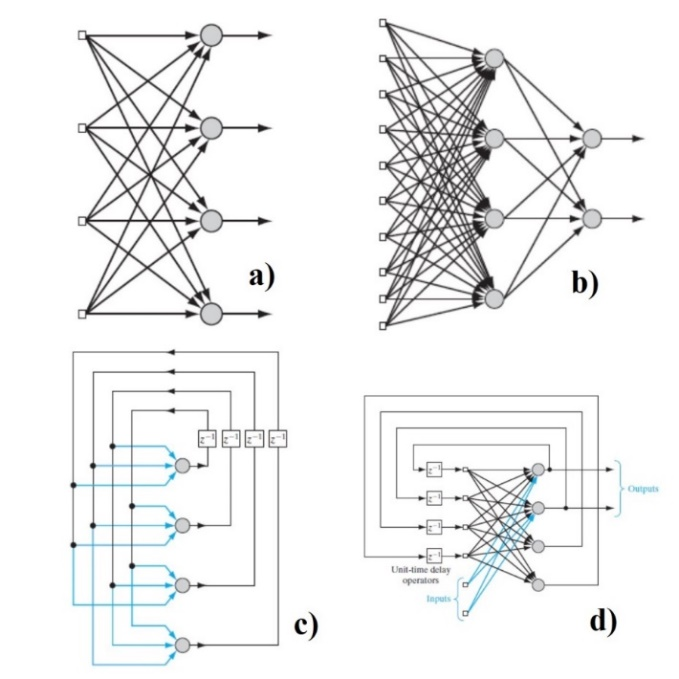 a)
b)
z⁻¹ z⁻¹ z⁻¹ z⁻¹
c)
z⁻¹
z⁻¹
z⁻¹
z⁻¹
Outputs
Unit-time delay
operators
Inputs
d)